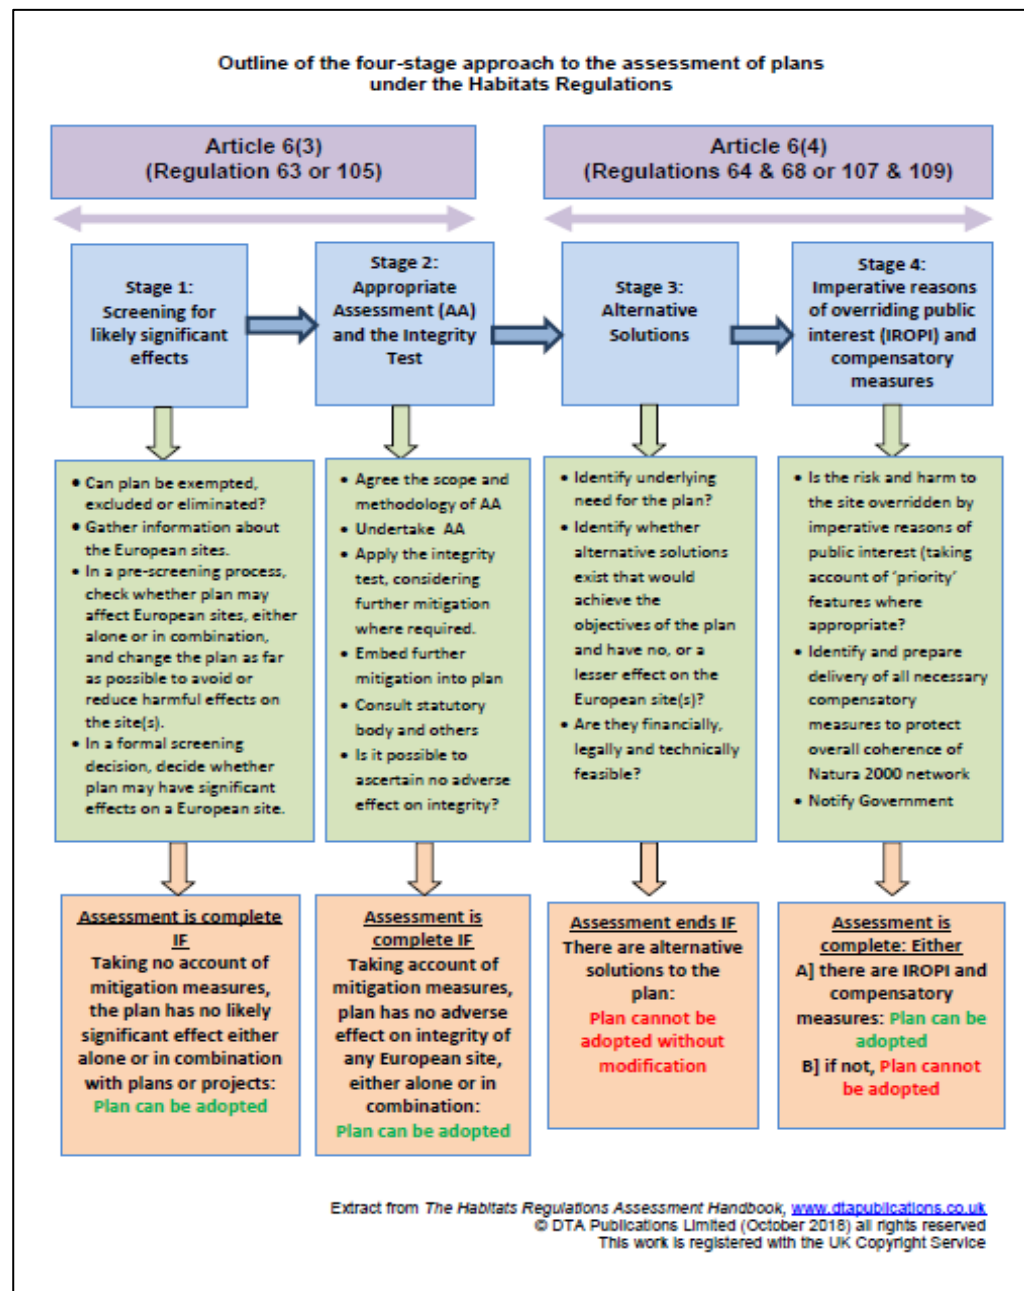 Outline of the four-stage approach to the assessment of plans
under the Habitats Regulations
Article 6(3)
(Regulation 63 or 105)
Article 6(4)
(Regulations 64 & 68 or 107 & 109)
Stage 1:
Screening for
likely significant
effects
Stage 2:
Appropriate
Assessment (AA)
and the Integrity
Test
Stage 3:
Alternative
Solutions
Stage 4:
Imperative reasons
of overriding public
interest (IROPI) and
compensatory
measures
• Can plan be exempted,
excluded or eliminated?
• Gather information about
the European sites.
• In a pre-screening process,
check whether plan may
affect European sites, either
alone or in combination,
and change the plan as far
as possible to avoid or
reduce harmful effects on
the site(s).
• In a formal screening
decision, decide whether
plan may have significant
effects on a European site.
• Agree the scope and
methodology of AA
• Undertake AA
• Apply the integrity
test, considering
further mitigation
where required.
• Embed further
mitigation into plan
• Consult statutory
body and others
• Is it possible to
ascertain no adverse
effect on integrity?
• Identify underlying
need for the plan?
• Identify whether
alternative solutions
exist that would
achieve the
objectives of the plan
and have no, or a
lesser effect on the
European site(s)?
• Are they financially,
legally and technically
feasible?
• Is the risk and harm to
the site overridden by
imperative reasons of
public interest (taking
account of ‘priority’
features where
appropriate?
• Identify and prepare
delivery of all necessary
compensatory
measures to protect
overall coherence of
Natura 2000 network
• Notify Government
Assessment is complete
IF
Taking no account of
mitigation measures,
the plan has no likely
significant effect either
alone or in combination
with plans or projects:
Plan can be adopted
Assessment is
complete IF
Taking account of
mitigation measures,
plan has no adverse
effect on integrity of
any European site,
either alone or in
combination:
Plan can be adopted
Assessment ends IF
There are alternative
solutions to the
plan:
Plan cannot be
adopted without
modification
Assessment is
complete: Either
A] there are IROPI and
compensatory
measures: Plan can be
adopted
B] if not, Plan cannot
be adopted
Extract from The Habitats Regulations Assessment Handbook, www.dtapublications.co.uk
© DTA Publications Limited (October 2018) all rights reserved
This work is registered with the UK Copyright Service